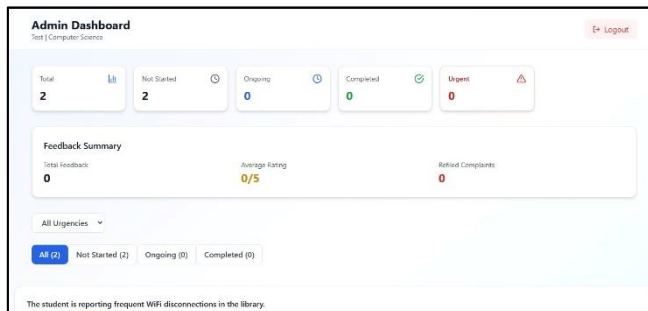 Admin Dashboard
Test | Computer Science
Logout
Total
2
Not Started
2
Ongoing
0
Completed
0
Urgent
0
Feedback Summary
Total Feedback
0
Average Rating
0/5
Refiled Complaints
0
All Urgencies
All (2)
Not Started (2)
Ongoing (0)
Completed (0)
The student is reporting frequent WiFi disconnections in the library.